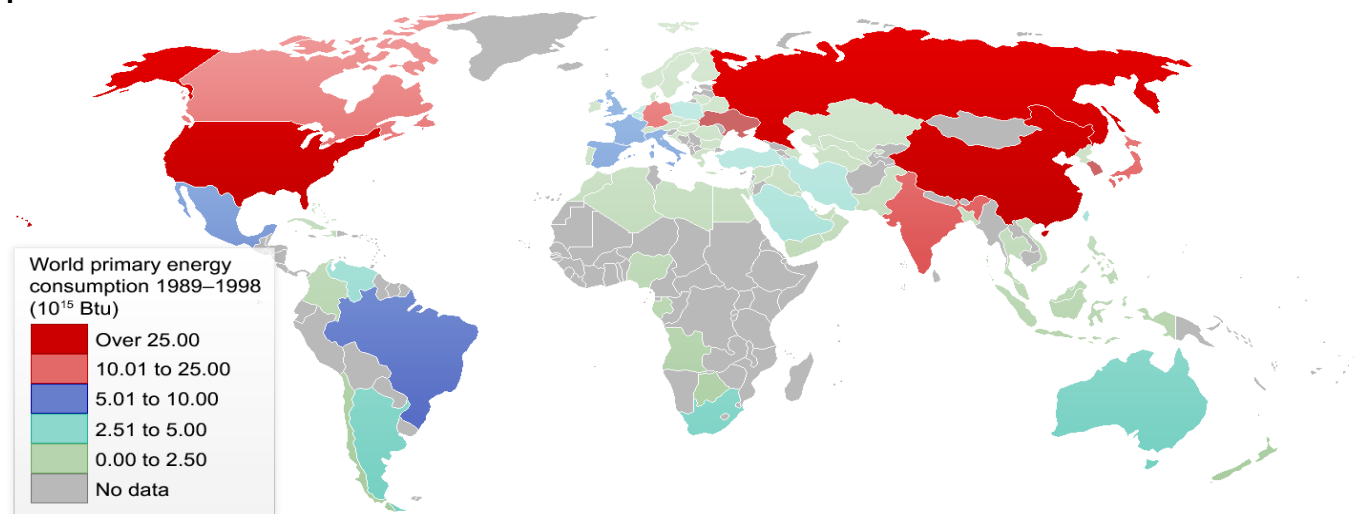 World primary energy
consumption 1989–1998
(10¹⁵ Btu)
Over 25.00
10.01 to 25.00
5.01 to 10.00
2.51 to 5.00
0.00 to 2.50
No data